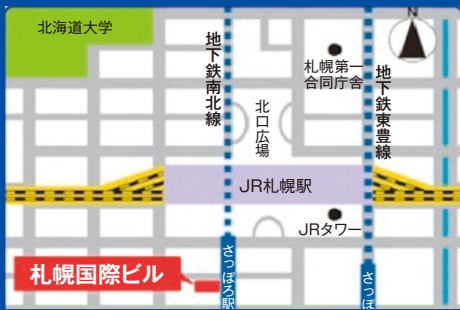 北海道大学
地下鉄南北線
北口広場
札幌第一
合同庁舎
地下鉄東豊線
N
JR札幌駅
JRタワー
札幌国際ビル
さっぽろ駅
さっぽ